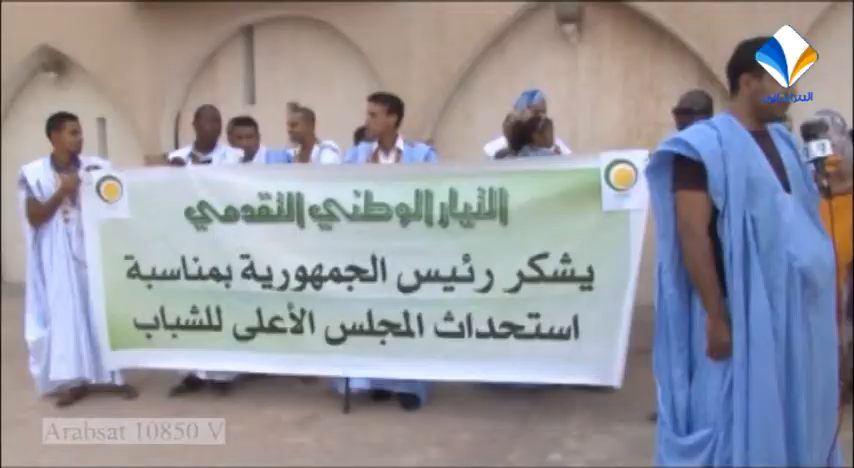 التيار الوطني التقدمي
يشكر رئيس الجمهورية بمناسبة
استحداث المجلس الأعلى للشباب
Arabsat 10850 V